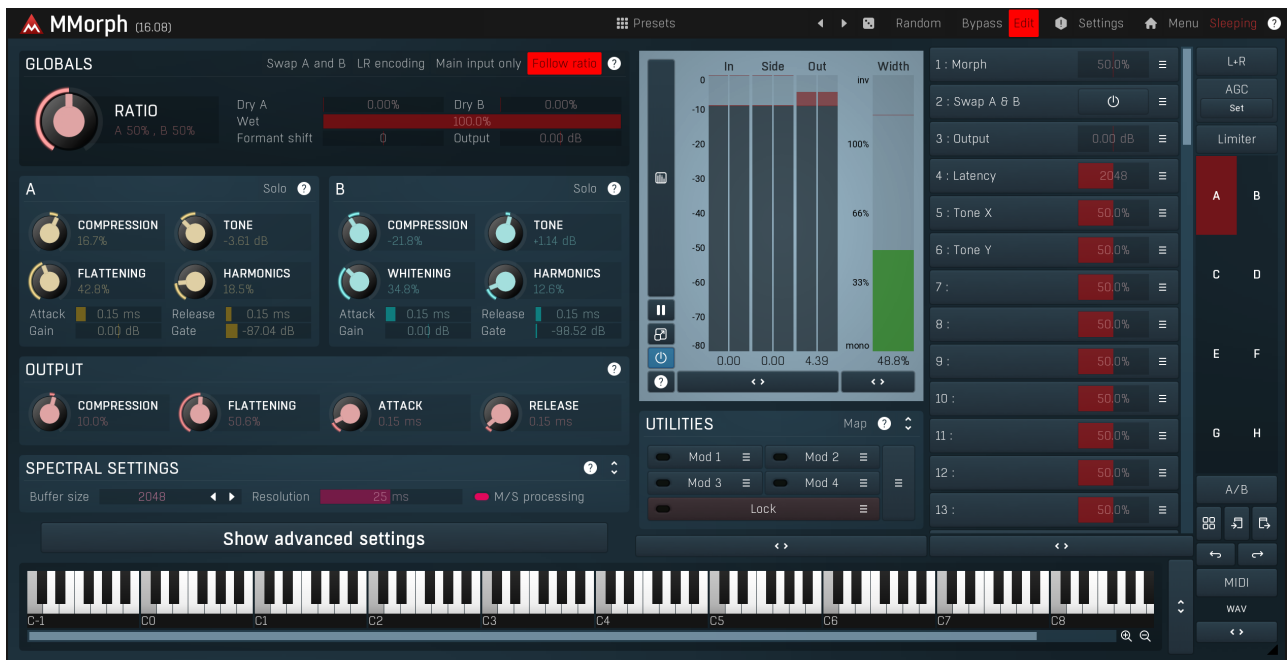 MMorph (16.08) Presets Random Bypass Edit Settings Menu Sleeping ?
GLOBALS Swap A and B LR encoding Main input only Follow ratio ?
RATIO
A 50% , B 50%
Dry A 0.00% Dry B 0.00%
Wet 100.0%
Formant shift 0 Output 0.00 dB
A Solo ?
COMPRESSION 16.7% TONE -3.61 dB
FLATTENING 42.8% HARMONICS 18.5%
Attack 0.15 ms Release 0.15 ms
Gain 0.00 dB Gate -87.04 dB
B Solo ?
COMPRESSION -21.8% TONE +1.14 dB
WHITENING 34.8% HARMONICS 12.6%
Attack 0.15 ms Release 0.15 ms
Gain 0.00 dB Gate -98.52 dB
OUTPUT ?
COMPRESSION 10.0% FLATTENING 50.6% ATTACK 0.15 ms RELEASE 0.15 ms
SPECTRAL SETTINGS ?
Buffer size 2048 Resolution 25 ms M/S processing
Show advanced settings
In Side Out Width
0 inv
-10
-20 100%
-30
-40 66%
-50
-60 33%
-70
-80 mono
0.00 0.00 4.39 48.8%
?
UTILITIES Map ?
Mod 1 Mod 2
Mod 3 Mod 4
Lock
1 : Morph 50.0%
2 : Swap A & B
3 : Output 0.00 dB
4 : Latency 2048
5 : Tone X 50.0%
6 : Tone Y 50.0%
7 : 50.0%
8 : 50.0%
9 : 50.0%
10 : 50.0%
11 : 50.0%
12 : 50.0%
13 : 50.0%
L+R
AGC
Set
Limiter
A B
C D
E F
G H
A/B
MIDI
WAV
C-1 C0 C1 C2 C3 C4 C5 C6 C7 C8